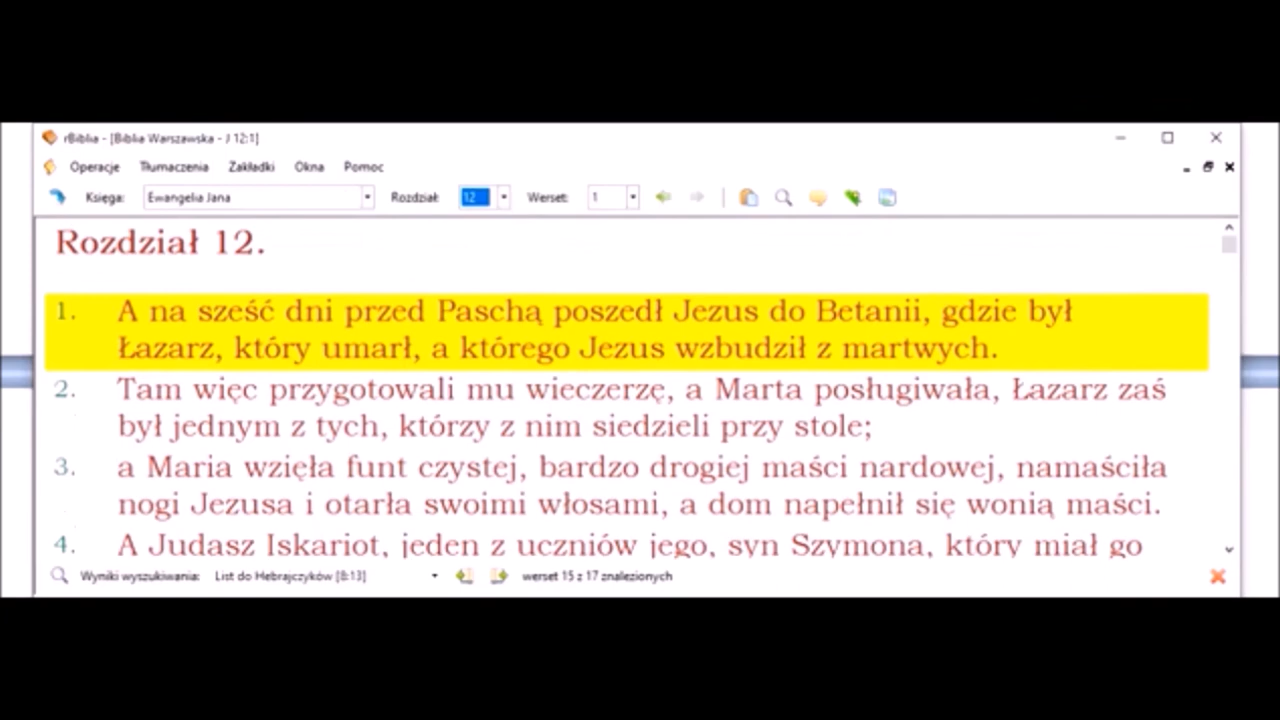 rBiblia - [Biblia Warszawska - J 12:1]
Operacje Tłumaczenia Zakładki Okna Pomoc
Księga: Ewangelia Jana Rozdział: 12 Werset: 1
Rozdział 12.
1. A na sześć dni przed Paschą poszedł Jezus do Betanii, gdzie był
Łazarz, który umarł, a którego Jezus wzbudził z martwych.
2. Tam więc przygotowali mu wieczerzę, a Marta posługiwała, Łazarz zaś
był jednym z tych, którzy z nim siedzieli przy stole;
3. a Maria wzięła funt czystej, bardzo drogiej maści nardowej, namaściła
nogi Jezusa i otarła swoimi włosami, a dom napełnił się wonią maści.
4. A Judasz Iskariot, jeden z uczniów jego, syn Szymona, który miał go
Wyniki wyszukiwania: List do Hebrajczyków [8:13] werset 15 z 17 znalezionych